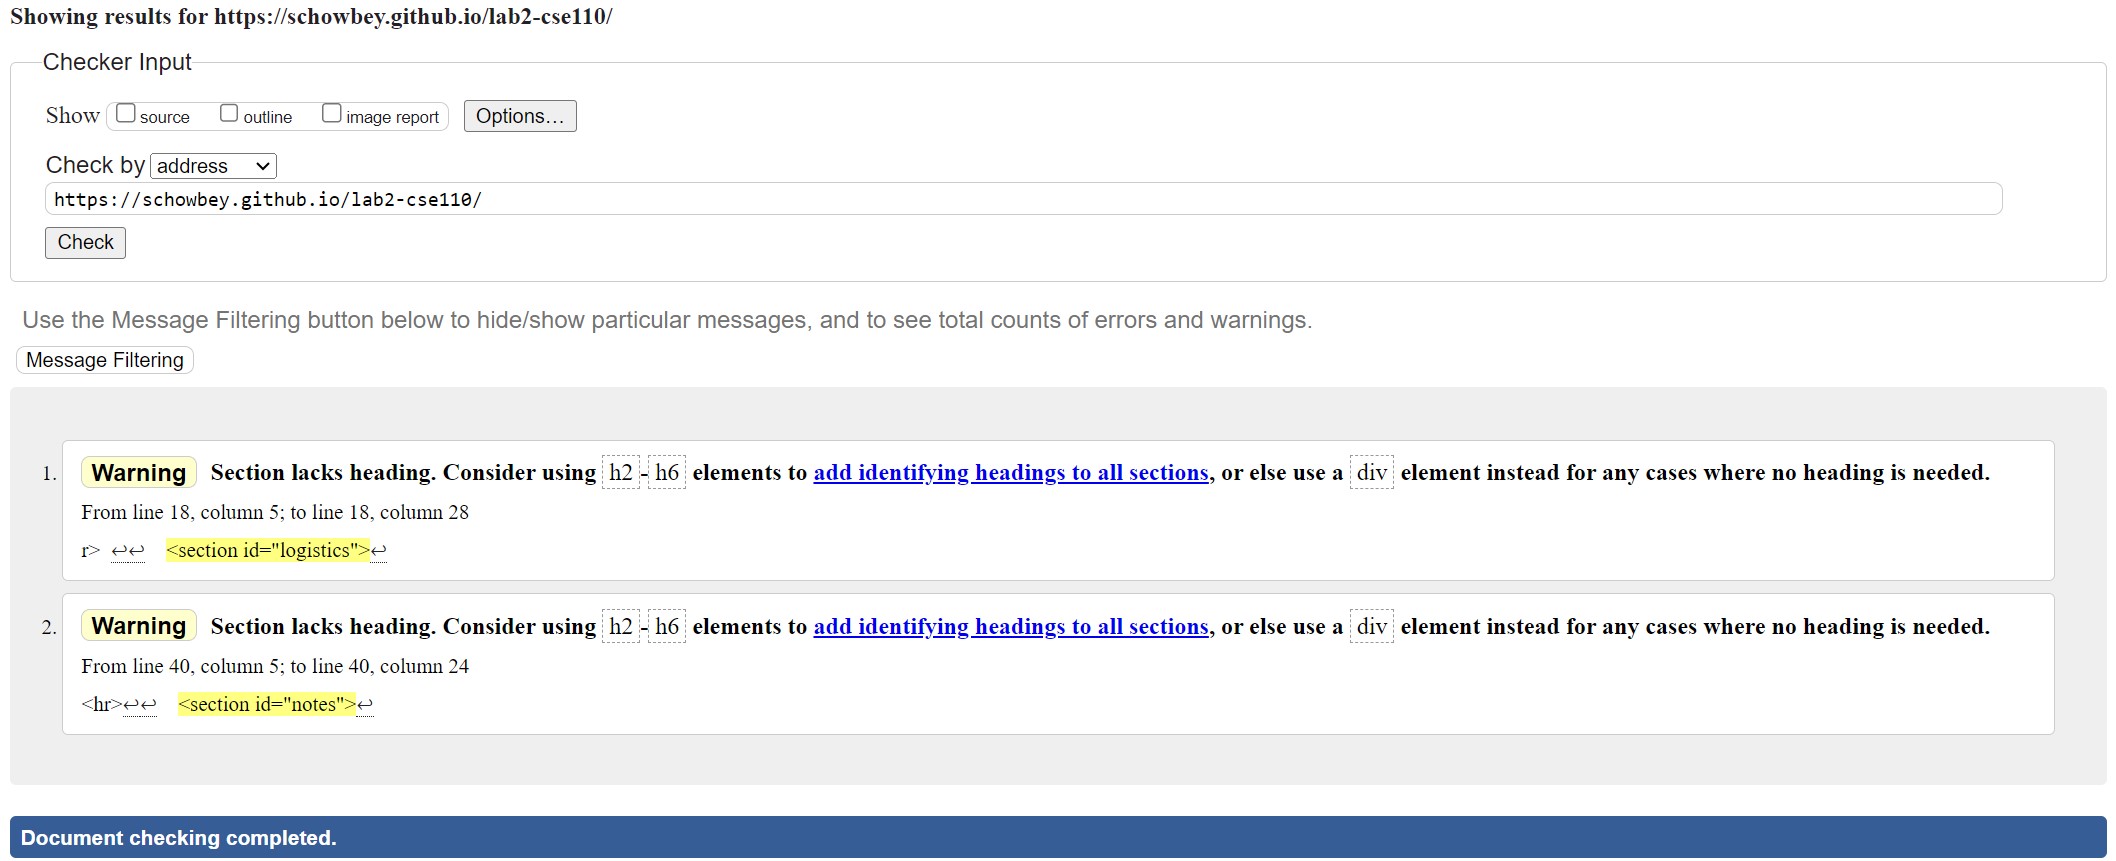 Showing results for https://schowbey.github.io/lab2-cse110/
Checker Input
Show source outline image report Options...
Check by address
https://schowbey.github.io/lab2-cse110/
Check
Use the Message Filtering button below to hide/show particular messages, and to see total counts of errors and warnings.
Message Filtering
1. Warning Section lacks heading. Consider using h2-h6 elements to add identifying headings to all sections, or else use a div element instead for any cases where no heading is needed.
From line 18, column 5; to line 18, column 28
r> ↩↩ <section id="logistics">↩
2. Warning Section lacks heading. Consider using h2-h6 elements to add identifying headings to all sections, or else use a div element instead for any cases where no heading is needed.
From line 40, column 5; to line 40, column 24
<hr>↩↩ <section id="notes">↩
Document checking completed.